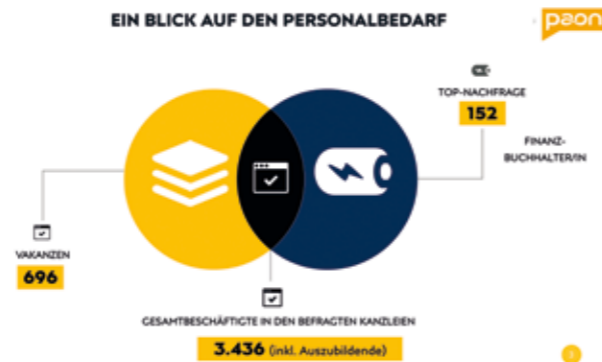 EIN BLICK AUF DEN PERSONALBEDARF
paon
TOP-NACHFRAGE
152
FINANZ-
BUCHHALTER/IN
VAKANZEN
696
GESAMTBESCHÄFTIGTE IN DEN BEFRAGTEN KANZLEIEN
3.436 (inkl. Auszubildende)